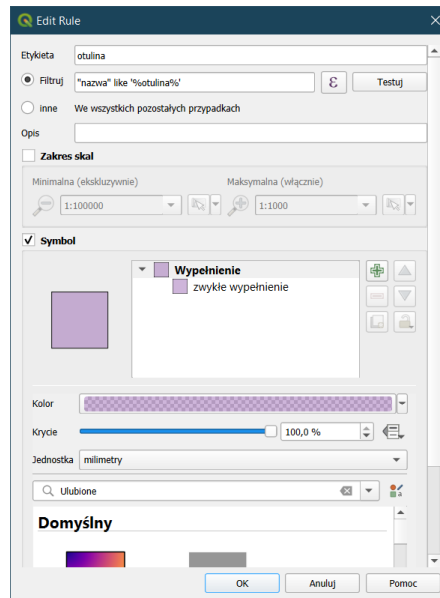 Edit Rule
Etykieta otulina
Filtruj "nazwa" like '%otulina%' ε Testuj
inne We wszystkich pozostałych przypadkach
Opis
Zakres skal
Minimalna (ekskluzywnie) Maksymalna (włącznie)
1:100000 1:1000
Symbol
Wypełnienie
zwykłe wypełnienie
Kolor
Krycie 100,0 %
Jednostka milimetry
Ulubione
Domyślny
OK Anuluj Pomoc